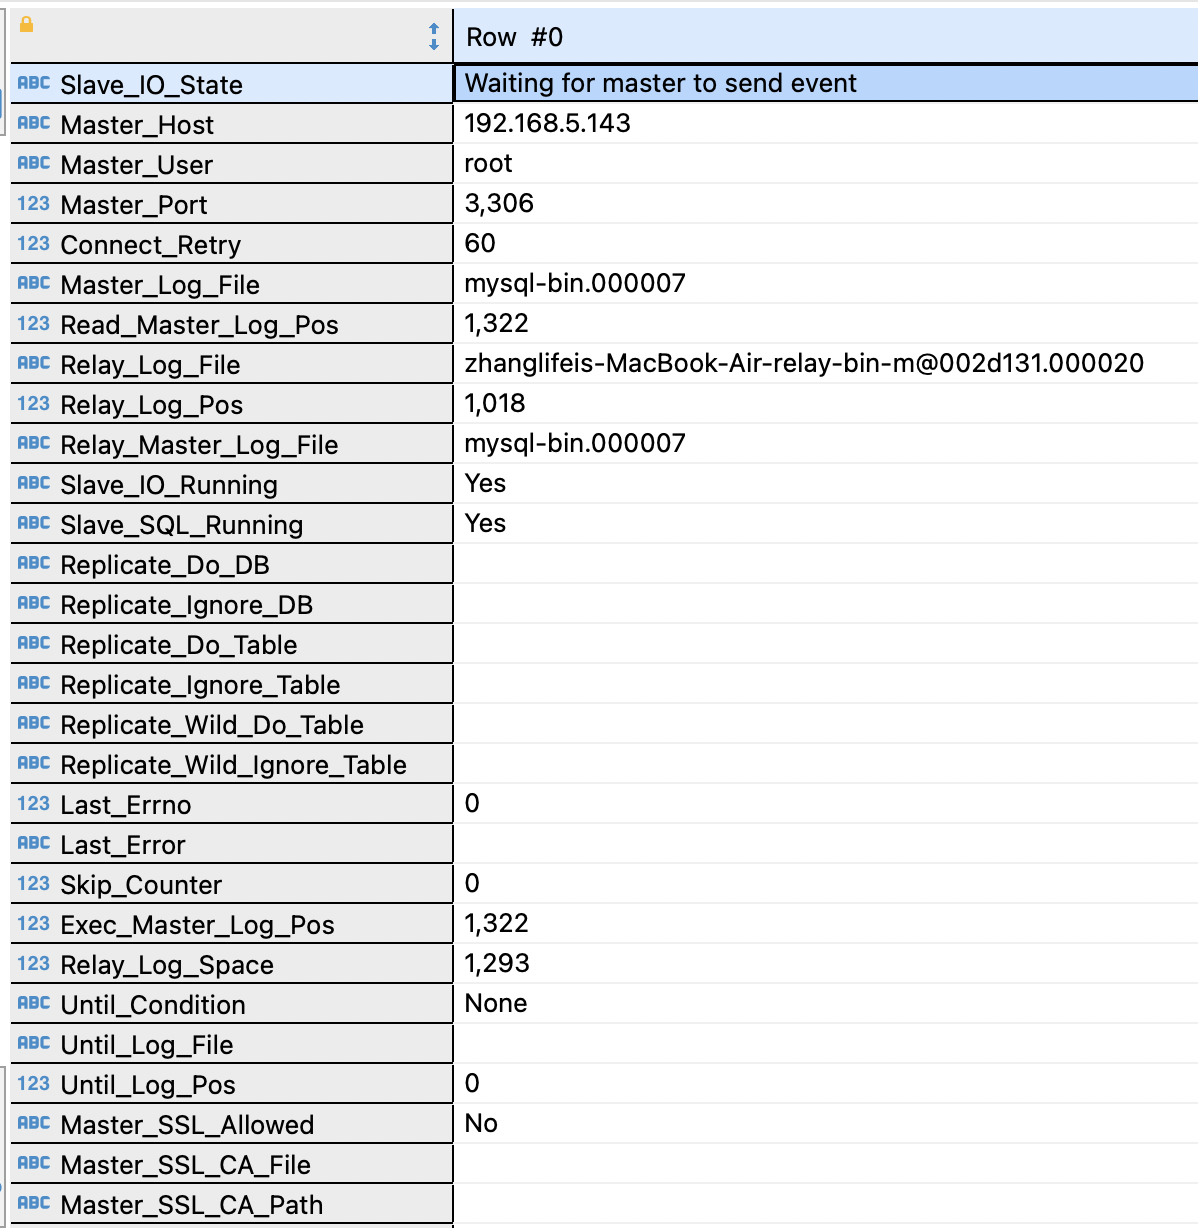 Row #0
ABC Slave_IO_State Waiting for master to send event
ABC Master_Host 192.168.5.143
ABC Master_User root
123 Master_Port 3,306
123 Connect_Retry 60
ABC Master_Log_File mysql-bin.000007
123 Read_Master_Log_Pos 1,322
ABC Relay_Log_File zhanglifeis-MacBook-Air-relay-bin-m@002d131.000020
123 Relay_Log_Pos 1,018
ABC Relay_Master_Log_File mysql-bin.000007
ABC Slave_IO_Running Yes
ABC Slave_SQL_Running Yes
ABC Replicate_Do_DB
ABC Replicate_Ignore_DB
ABC Replicate_Do_Table
ABC Replicate_Ignore_Table
ABC Replicate_Wild_Do_Table
ABC Replicate_Wild_Ignore_Table
123 Last_Errno 0
ABC Last_Error
123 Skip_Counter 0
123 Exec_Master_Log_Pos 1,322
123 Relay_Log_Space 1,293
ABC Until_Condition None
ABC Until_Log_File
123 Until_Log_Pos 0
ABC Master_SSL_Allowed No
ABC Master_SSL_CA_File
ABC Master_SSL_CA_Path